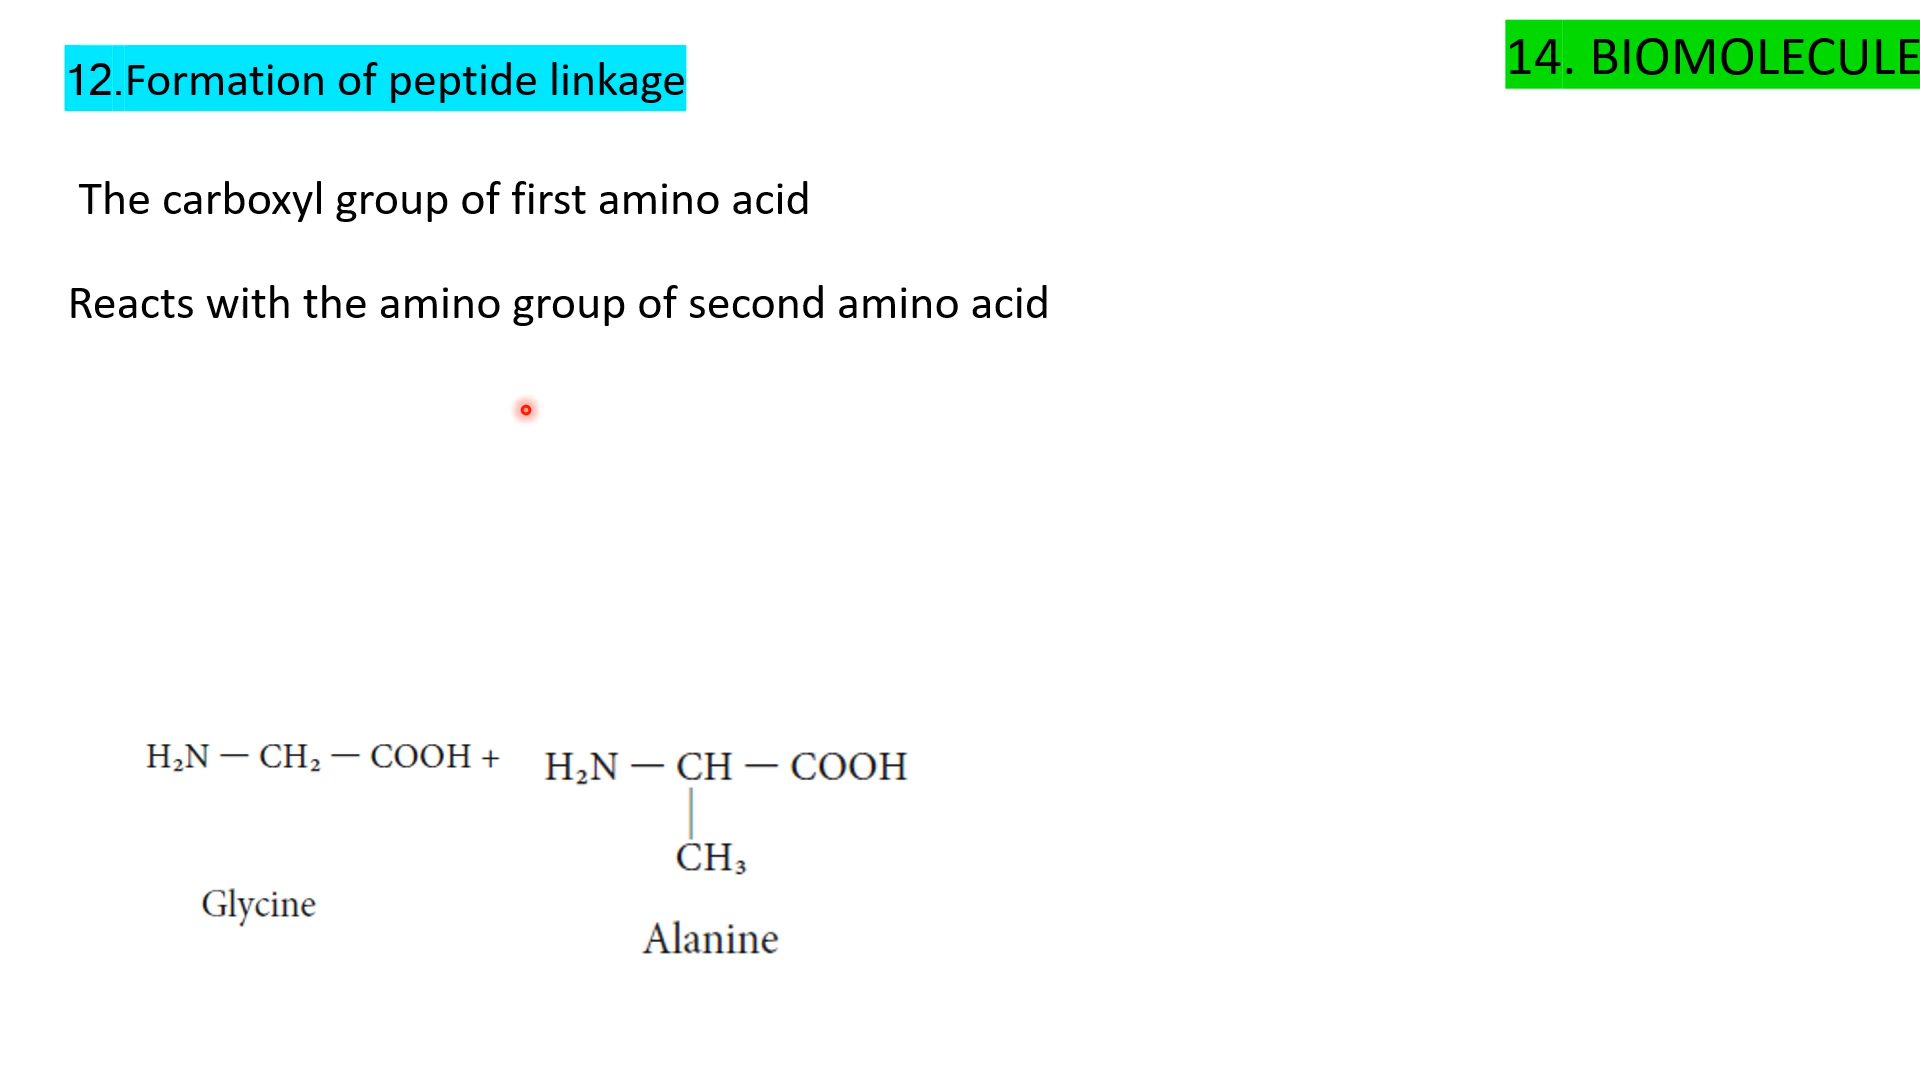 12.Formation of peptide linkage
14. BIOMOLECULE
The carboxyl group of first amino acid
Reacts with the amino group of second amino acid
H₂N — CH₂ — COOH +
H₂N — CH — COOH
|
CH₃
Glycine
Alanine